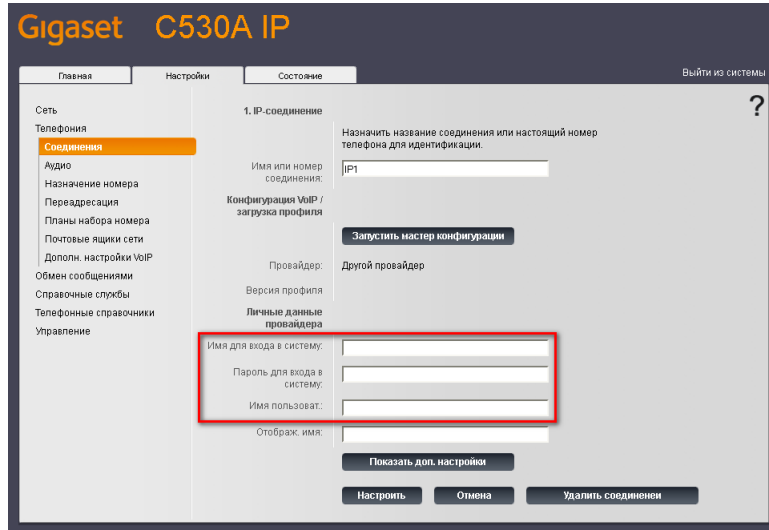 Gigaset C530A IP
Главная
Настройки
Состояние
Выйти из системы
?
Сеть
Телефония
Соединения
Аудио
Назначение номера
Переадресация
Планы набора номера
Почтовые ящики сети
Дополн. настройки VoIP
Обмен сообщениями
Справочные службы
Телефонные справочники
Управление
1. IP-соединение
Назначить название соединения или настоящий номер
телефона для идентификации.
Имя или номер
соединения:
IP1
Конфигурация VoIP /
загрузка профиля
Запустить мастер конфигурации
Провайдер:
Другой провайдер
Версия профиля
Личные данные
провайдера
Имя для входа в систему:
Пароль для входа в
систему:
Имя пользоват.:
Отображ. имя:
Показать доп. настройки
Настроить
Отмена
Удалить соединенеи